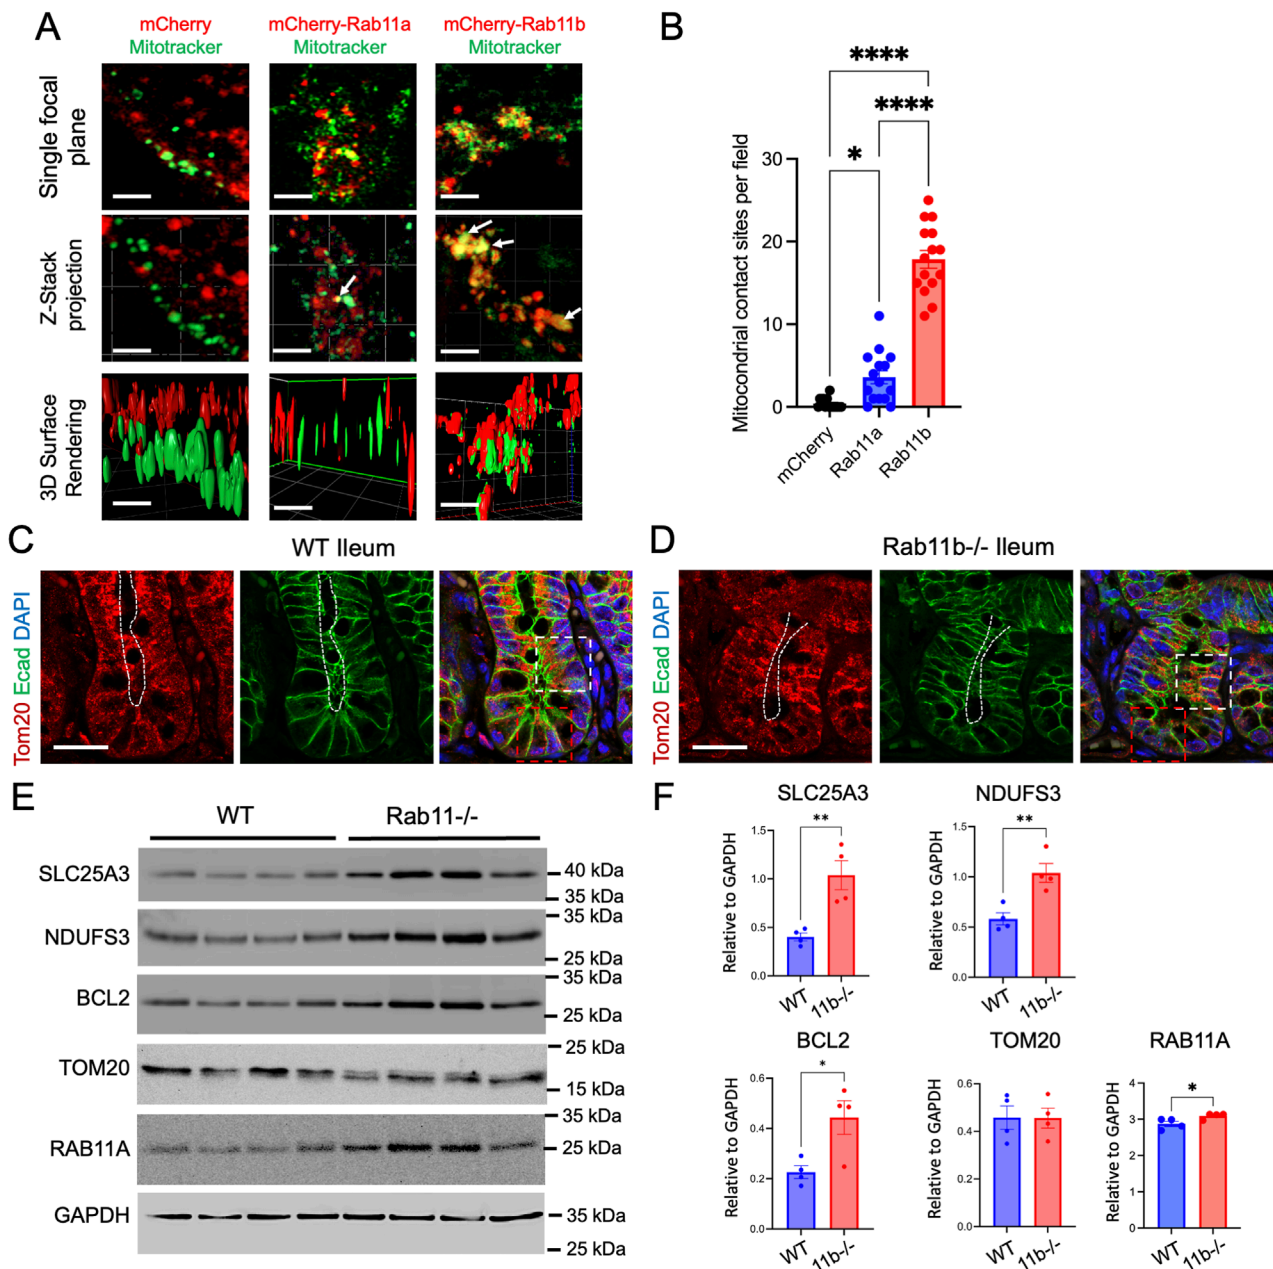 A
mCherry
Mitotracker
mCherry-Rab11a
Mitotracker
mCherry-Rab11b
Mitotracker
Single focal
plane
Z-Stack
projection
3D Surface
Rendering
B
****
****
*
Mitocondrial contact sites per field
30
20
10
0
mCherry
Rab11a
Rab11b
C
WT Ileum
Tom20 Ecad DAPI
D
Rab11b-/- Ileum
Tom20 Ecad DAPI
E
WT
Rab11-/-
SLC25A3
40 kDa
35 kDa
NDUFS3
35 kDa
25 kDa
BCL2
35 kDa
25 kDa
TOM20
25 kDa
15 kDa
RAB11A
35 kDa
25 kDa
GAPDH
35 kDa
25 kDa
F
SLC25A3
**
Relative to GAPDH
1.5
1.0
0.5
0.0
WT
11b-/-
NDUFS3
**
Relative to GAPDH
1.5
1.0
0.5
0.0
WT
11b-/-
BCL2
*
Relative to GAPDH
0.6
0.4
0.2
0.0
WT
11b-/-
TOM20
Relative to GAPDH
0.6
0.4
0.2
0.0
WT
11b-/-
RAB11A
*
Relative to GAPDH
4
3
2
1
0
WT
11b-/-